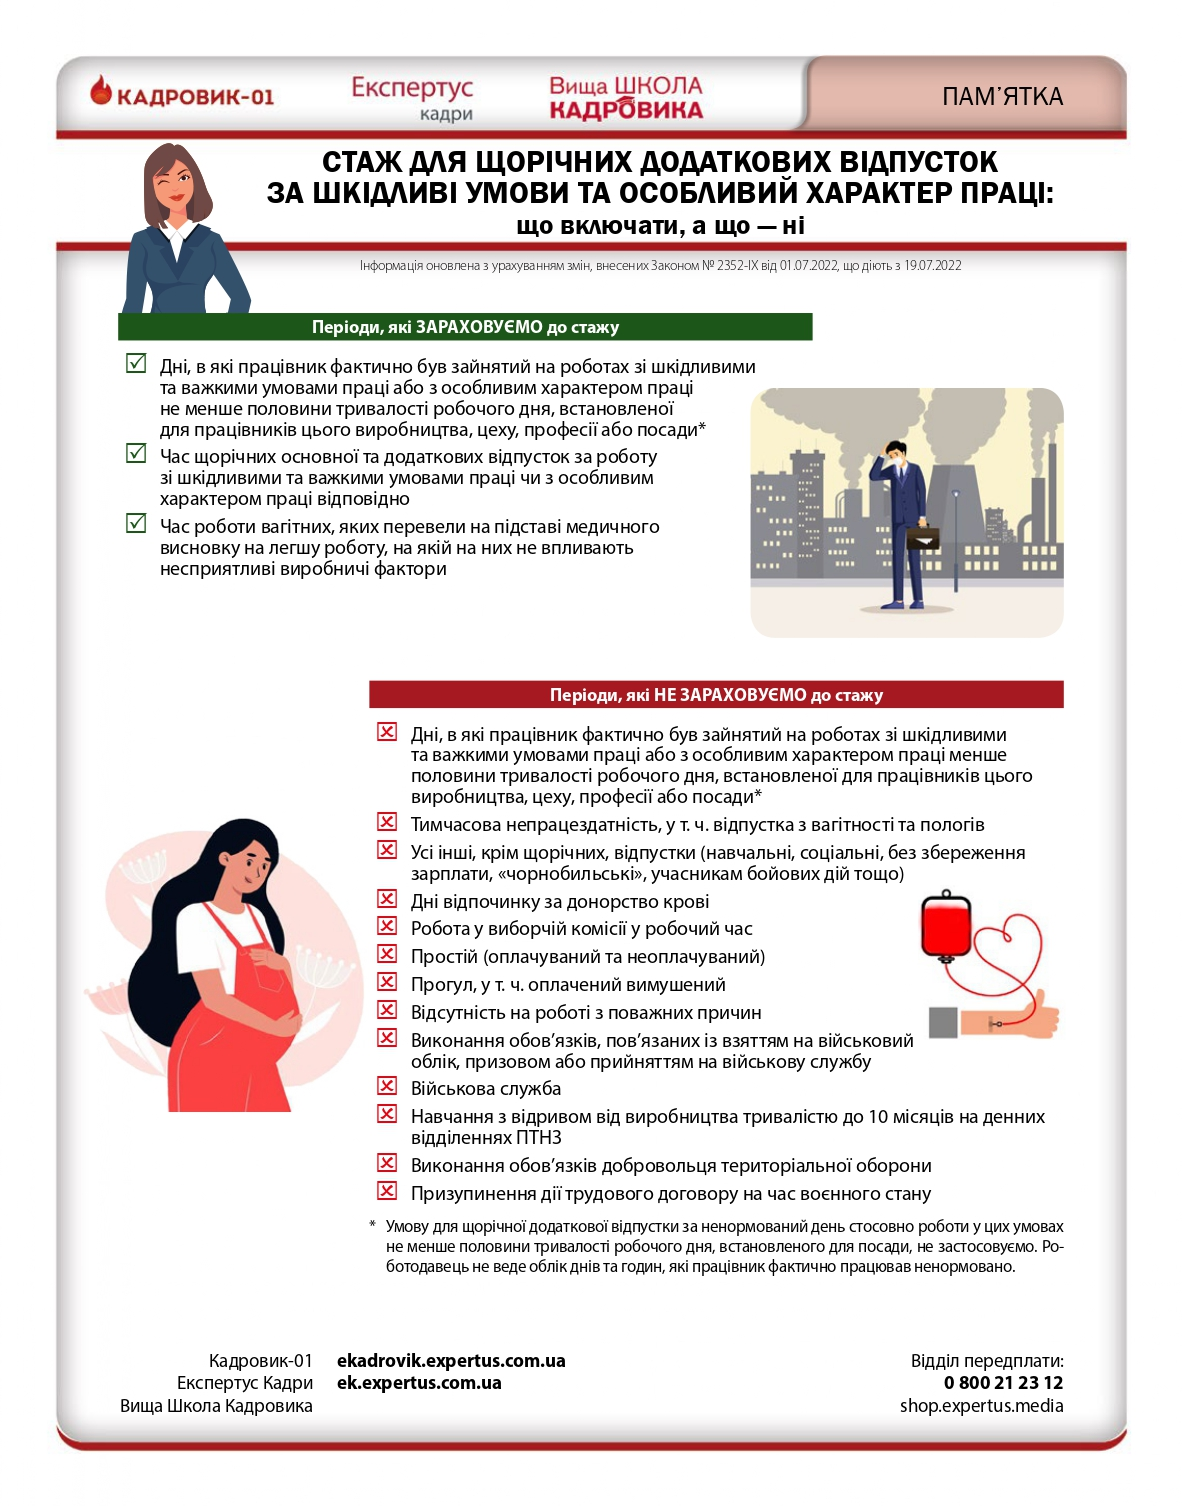 КАДРОВИК-01
Експертус
кадри
Вища ШКОЛА
КАДРОВИКА
ПАМ’ЯТКА
СТАЖ ДЛЯ ЩОРІЧНИХ ДОДАТКОВИХ ВІДПУСТОК
ЗА ШКІДЛИВІ УМОВИ ТА ОСОБЛИВИЙ ХАРАКТЕР ПРАЦІ:
що включати, а що — ні
Інформація оновлена з урахуванням змін, внесених Законом № 2352-IX від 01.07.2022, що діють з 19.07.2022
Періоди, які ЗАРАХОВУЄМО до стажу
Дні, в які працівник фактично був зайнятий на роботах зі шкідливими
та важкими умовами праці або з особливим характером праці
не менше половини тривалості робочого дня, встановленої
для працівників цього виробництва, цеху, професії або посади*
Час щорічних основної та додаткових відпусток за роботу
зі шкідливими та важкими умовами праці чи з особливим
характером праці відповідно
Час роботи вагітних, яких перевели на підставі медичного
висновку на легшу роботу, на якій на них не впливають
несприятливі виробничі фактори
Періоди, які НЕ ЗАРАХОВУЄМО до стажу
Дні, в які працівник фактично був зайнятий на роботах зі шкідливими
та важкими умовами праці або з особливим характером праці менше
половини тривалості робочого дня, встановленої для працівників цього
виробництва, цеху, професії або посади*
Тимчасова непрацездатність, у т. ч. відпустка з вагітності та пологів
Усі інші, крім щорічних, відпустки (навчальні, соціальні, без збереження
зарплати, «чорнобильські», учасникам бойових дій тощо)
Дні відпочинку за донорство крові
Робота у виборчій комісії у робочий час
Простій (оплачуваний та неоплачуваний)
Прогул, у т. ч. оплачений вимушений
Відсутність на роботі з поважних причин
Виконання обов’язків, пов’язаних із взяттям на військовий
облік, призовом або прийняттям на військову службу
Військова служба
Навчання з відривом від виробництва тривалістю до 10 місяців на денних
відділеннях ПТНЗ
Виконання обов’язків добровольця територіальної оборони
Призупинення дії трудового договору на час воєнного стану
* Умову для щорічної додаткової відпустки за ненормований день стосовно роботи у цих умовах
не менше половини тривалості робочого дня, встановленого для посади, не застосовуємо. Ро-
ботодавець не веде облік днів та годин, які працівник фактично працював ненормовано.
Кадровик-01 ekadrovik.expertus.com.ua
Експертус Кадри ek.expertus.com.ua
Вища Школа Кадровика
Відділ передплати:
0 800 21 23 12
shop.expertus.media